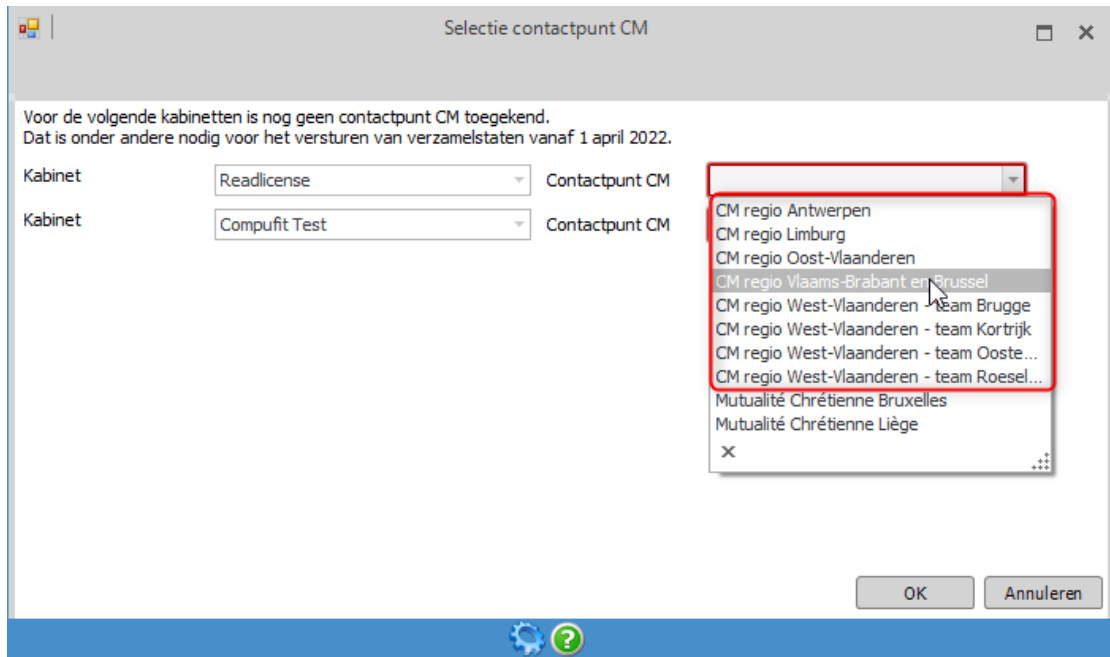 Selectie contactpunt CM
Voor de volgende kabinetten is nog geen contactpunt CM toegekend.
Dat is onder andere nodig voor het versturen van verzamelstaten vanaf 1 april 2022.
Kabinet Readlicense Contactpunt CM
Kabinet Compufit Test Contactpunt CM
CM regio Antwerpen
CM regio Limburg
CM regio Oost-Vlaanderen
CM regio Vlaams-Brabant en Brussel
CM regio West-Vlaanderen - team Brugge
CM regio West-Vlaanderen - team Kortrijk
CM regio West-Vlaanderen - team Ooste...
CM regio West-Vlaanderen - team Roesel...
Mutualité Chrétienne Bruxelles
Mutualité Chrétienne Liège
OK Annuleren